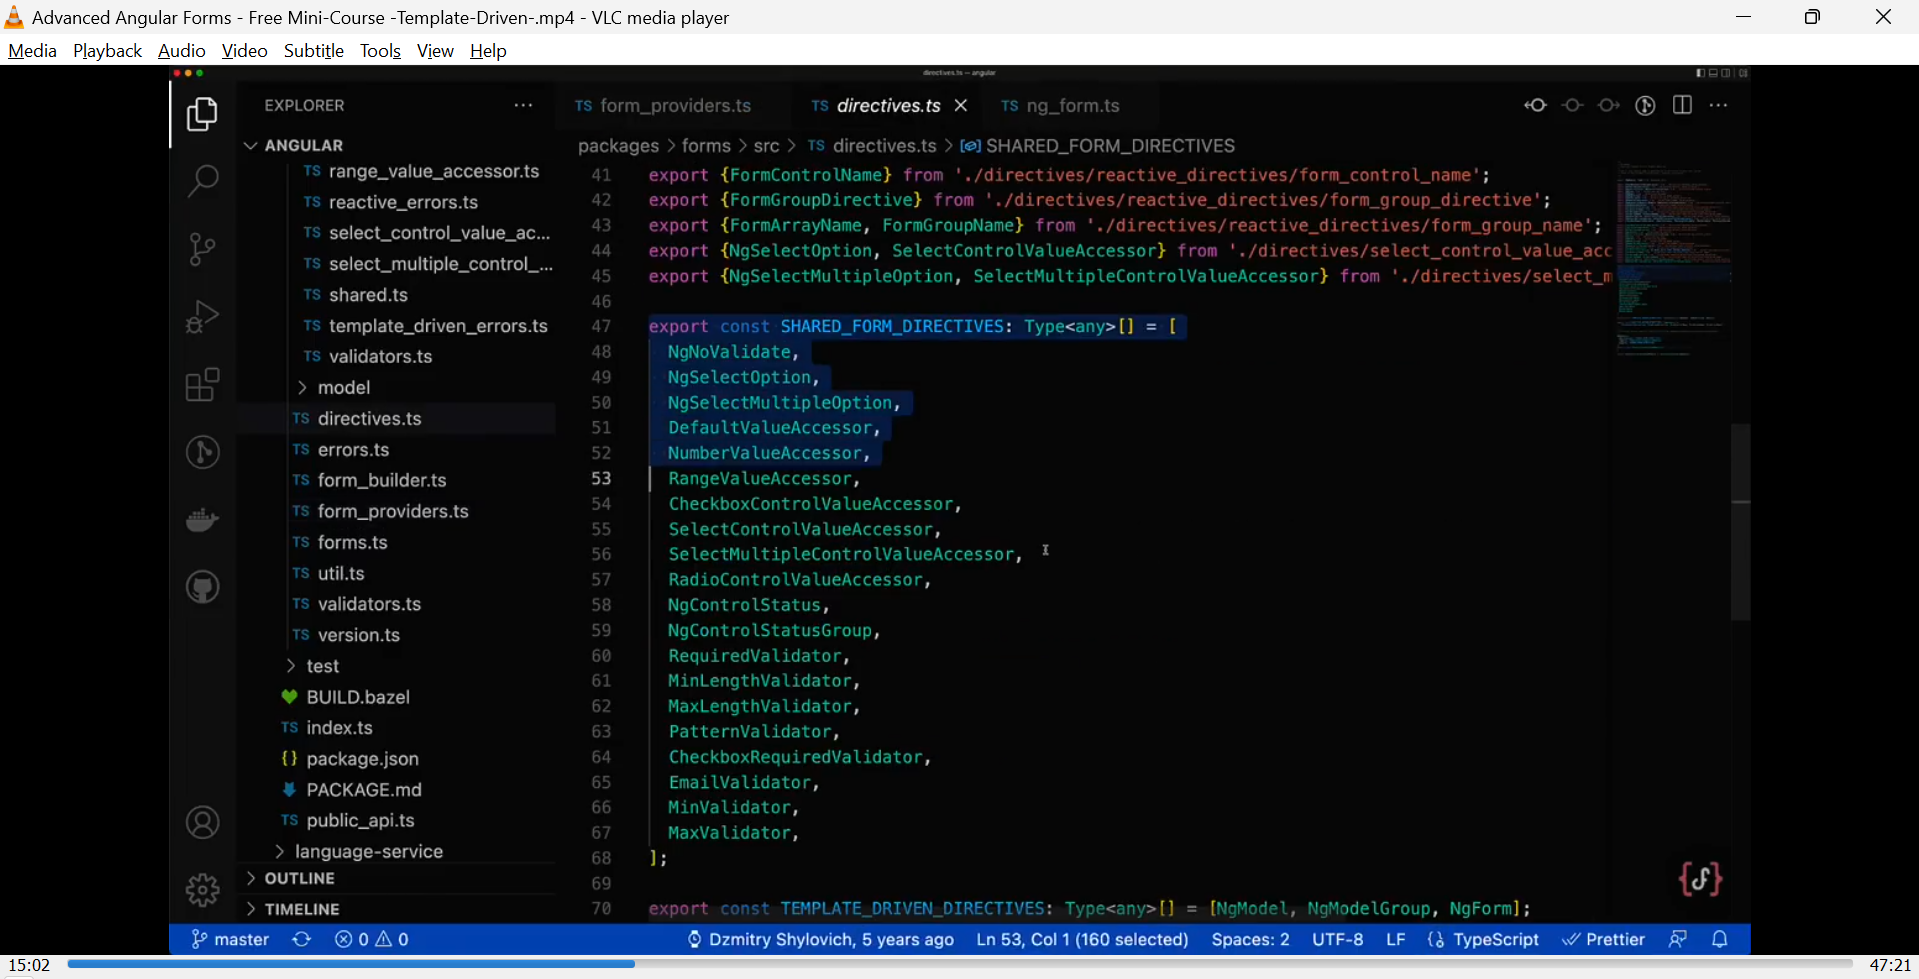 Advanced Angular Forms - Free Mini-Course -Template-Driven-.mp4 - VLC media player
Media Playback Audio Video Subtitle Tools View Help
directives.ts — angular
EXPLORER
form_providers.ts
directives.ts
ng_form.ts
ANGULAR
packages > forms > src > TS directives.ts > SHARED_FORM_DIRECTIVES
TS range_value_accessor.ts
TS reactive_errors.ts
TS select_control_value_ac...
TS select_multiple_control_...
TS shared.ts
TS template_driven_errors.ts
TS validators.ts
> model
TS directives.ts
TS errors.ts
TS form_builder.ts
TS form_providers.ts
TS forms.ts
TS util.ts
TS validators.ts
TS version.ts
> test
BUILD.bazel
TS index.ts
{} package.json
PACKAGE.md
TS public_api.ts
> language-service
> OUTLINE
> TIMELINE
41 export {FormControlName} from './directives/reactive_directives/form_control_name';
42 export {FormGroupDirective} from './directives/reactive_directives/form_group_directive';
43 export {FormArrayName, FormGroupName} from './directives/reactive_directives/form_group_name';
44 export {NgSelectOption, SelectControlValueAccessor} from './directives/select_control_value_acc
45 export {NgSelectMultipleOption, SelectMultipleControlValueAccessor} from './directives/select_m
46
47 export const SHARED_FORM_DIRECTIVES: Type<any>[] = [
48 NgNoValidate,
49 NgSelectOption,
50 NgSelectMultipleOption,
51 DefaultValueAccessor,
52 NumberValueAccessor,
53 RangeValueAccessor,
54 CheckboxControlValueAccessor,
55 SelectControlValueAccessor,
56 SelectMultipleControlValueAccessor,
57 RadioControlValueAccessor,
58 NgControlStatus,
59 NgControlStatusGroup,
60 RequiredValidator,
61 MinLengthValidator,
62 MaxLengthValidator,
63 PatternValidator,
64 CheckboxRequiredValidator,
65 EmailValidator,
66 MinValidator,
67 MaxValidator,
68 ];
69
70 export const TEMPLATE_DRIVEN_DIRECTIVES: Type<any>[] = [NgModel, NgModelGroup, NgForm];
master 0 0 Dzmitry Shylovich, 5 years ago Ln 53, Col 1 (160 selected) Spaces: 2 UTF-8 LF {} TypeScript Prettier
15:02 47:21